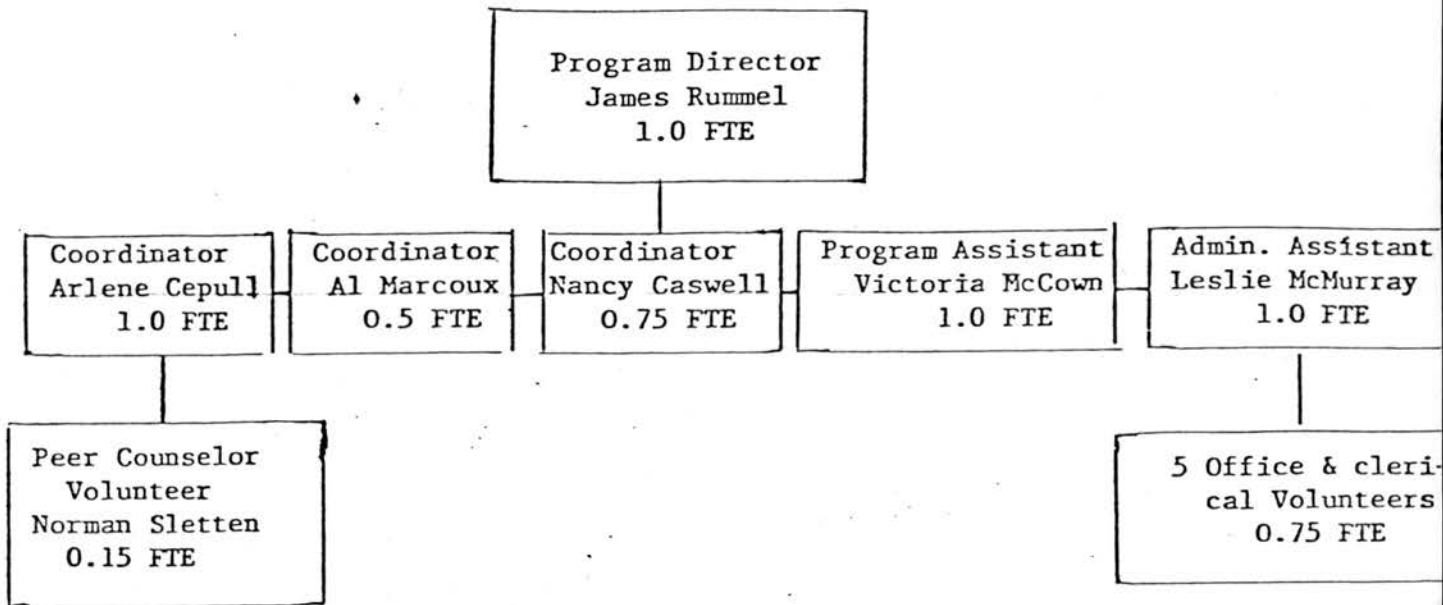 Program Director
James Rummel
1.0 FTE
Coordinator
Arlene Cepull
1.0 FTE
Coordinator
Al Marcoux
0.5 FTE
Coordinator
Nancy Caswell
0.75 FTE
Program Assistant
Victoria McCown
1.0 FTE
Admin. Assistant
Leslie McMurray
1.0 FTE
Peer Counselor
Volunteer
Norman Sletten
0.15 FTE
5 Office & cleri-
cal Volunteers
0.75 FTE